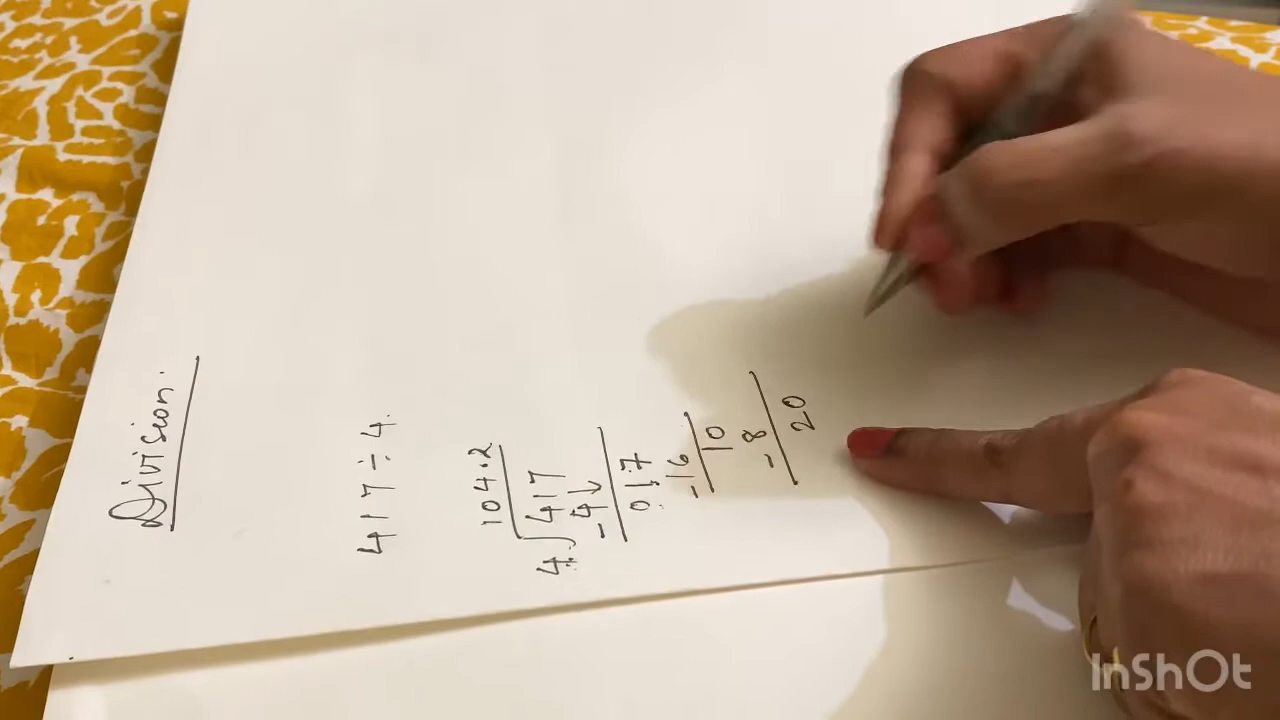 Division.
417 ÷ 4.
104.2
4.√417
-4↓
017
-16
10
-8
20
InShOt